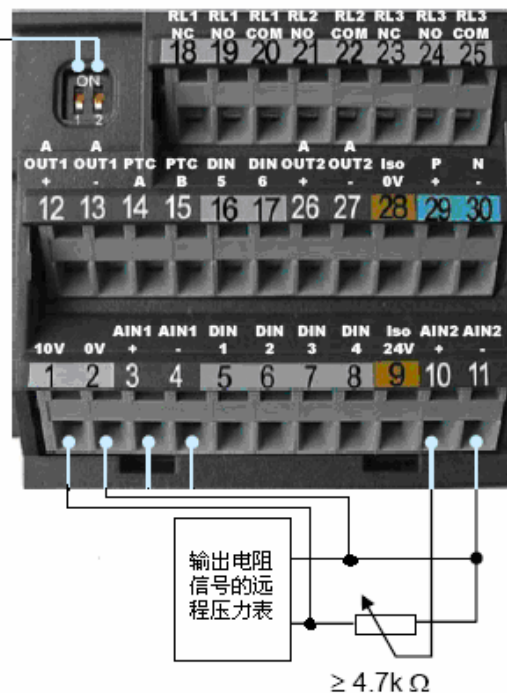 RL1 RL1 RL1 RL2 RL2 RL3 RL3 RL3
NC NO COM NO COM NC NO COM
18 19 20 21 22 23 24 25
ON
1 2
A A A A
OUT1 OUT1 PTC PTC DIN DIN OUT2 OUT2 Iso P N
+ - A B 5 6 + - 0V + -
12 13 14 15 16 17 26 27 28 29 30
AIN1 AIN1 DIN DIN DIN DIN Iso AIN2 AIN2
10V 0V + - 1 2 3 4 24V + -
1 2 3 4 5 6 7 8 9 10 11
输出电阻
信号的远
程压力表
≥ 4.7k Ω